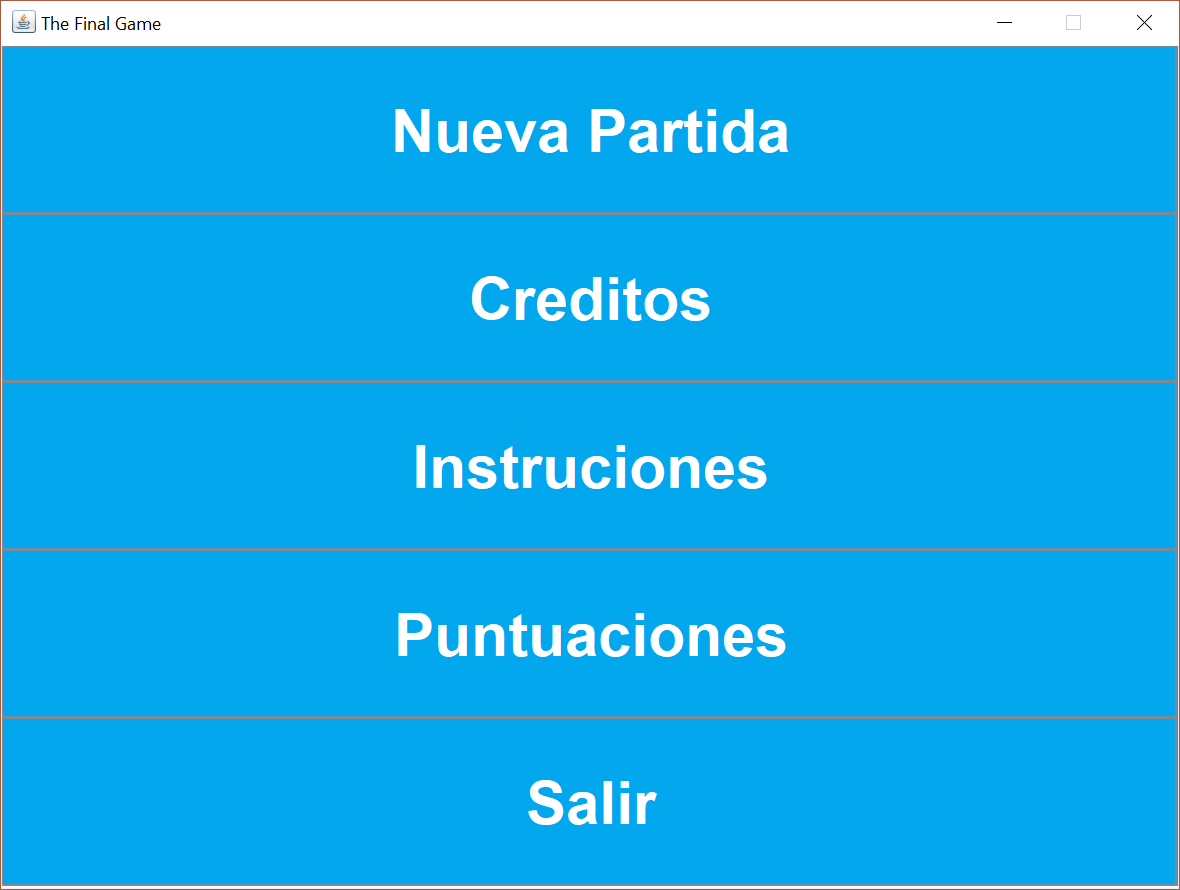 The Final Game
Nueva Partida
Creditos
Instruciones
Puntuaciones
Salir